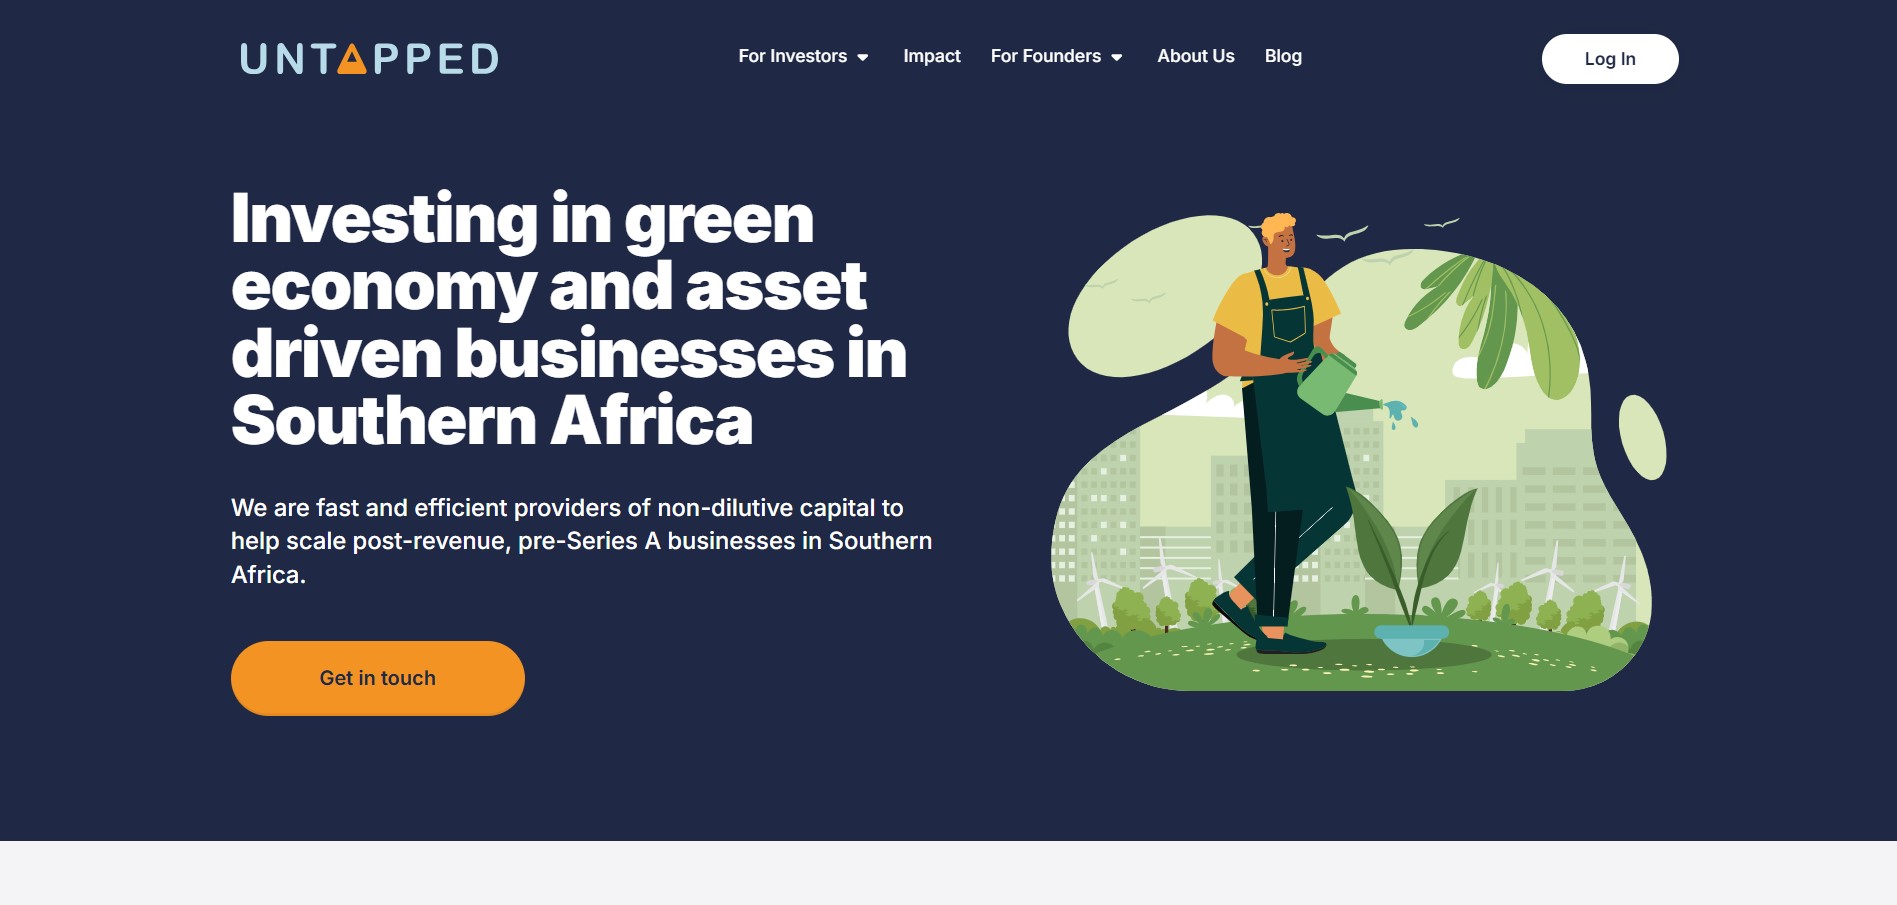 UNTAPPED
For Investors
Impact
For Founders
About Us
Blog
Log In
Investing in green
economy and asset
driven businesses in
Southern Africa
We are fast and efficient providers of non-dilutive capital to
help scale post-revenue, pre-Series A businesses in Southern
Africa.
Get in touch